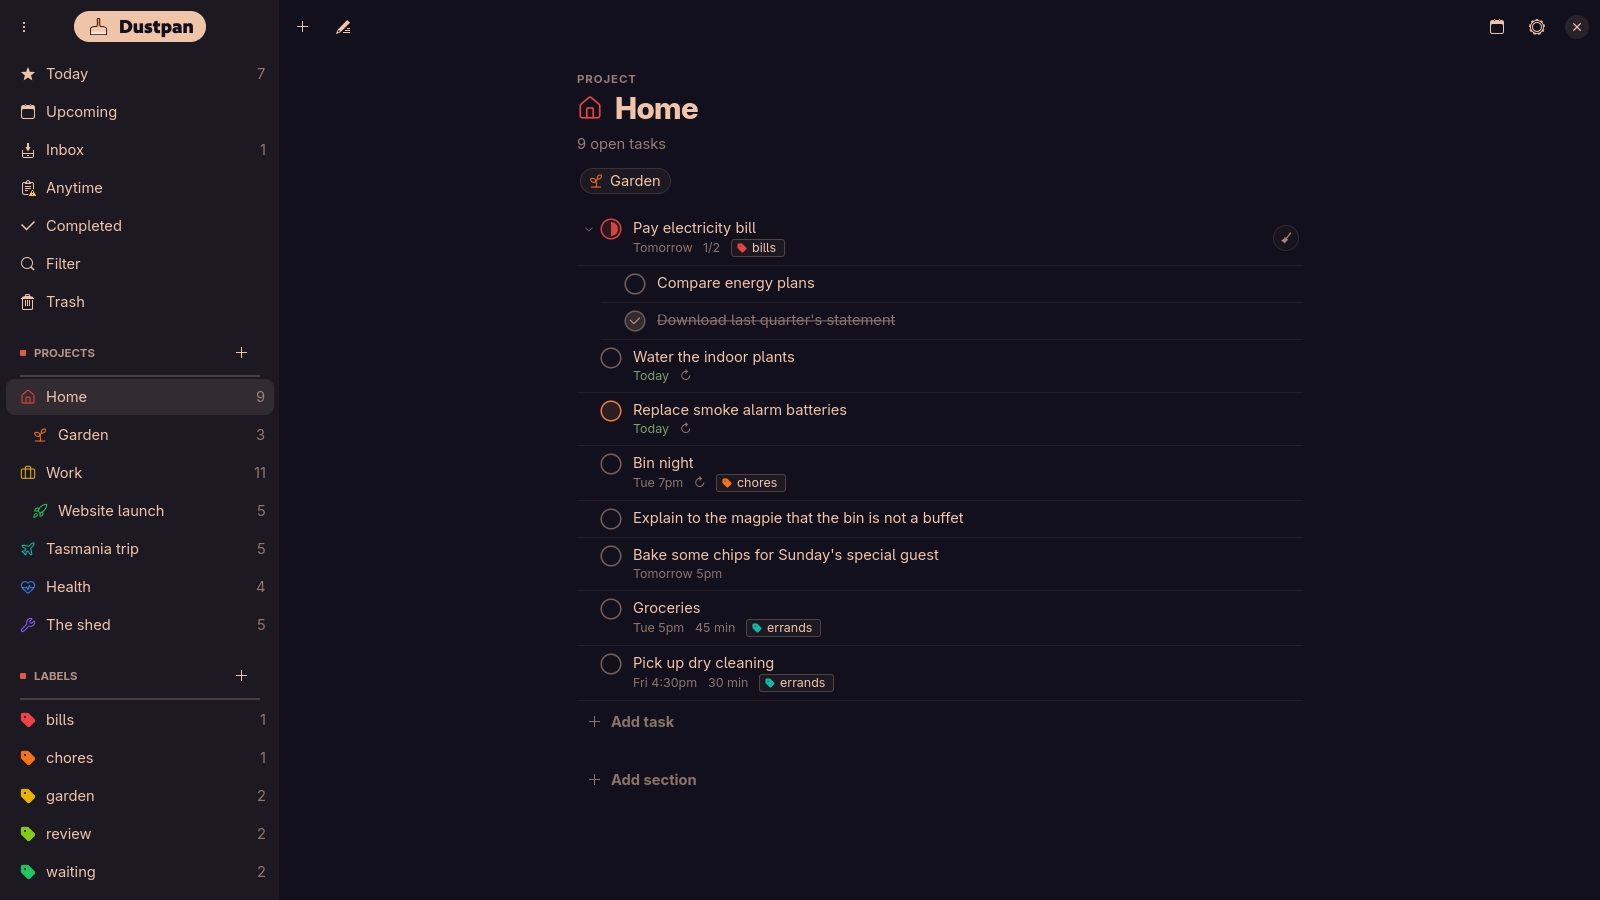 Dustpan
Today 7
Upcoming
Inbox 1
Anytime
Completed
Filter
Trash
PROJECTS
Home 9
Garden 3
Work 11
Website launch 5
Tasmania trip 5
Health 4
The shed 5
LABELS
bills 1
chores 1
garden 2
review 2
waiting 2
PROJECT
Home
9 open tasks
Garden
Pay electricity bill
Tomorrow 1/2 bills
Compare energy plans
Download last quarter's statement
Water the indoor plants
Today
Replace smoke alarm batteries
Today
Bin night
Tue 7pm chores
Explain to the magpie that the bin is not a buffet
Bake some chips for Sunday's special guest
Tomorrow 5pm
Groceries
Tue 5pm 45 min errands
Pick up dry cleaning
Fri 4:30pm 30 min errands
Add task
Add section